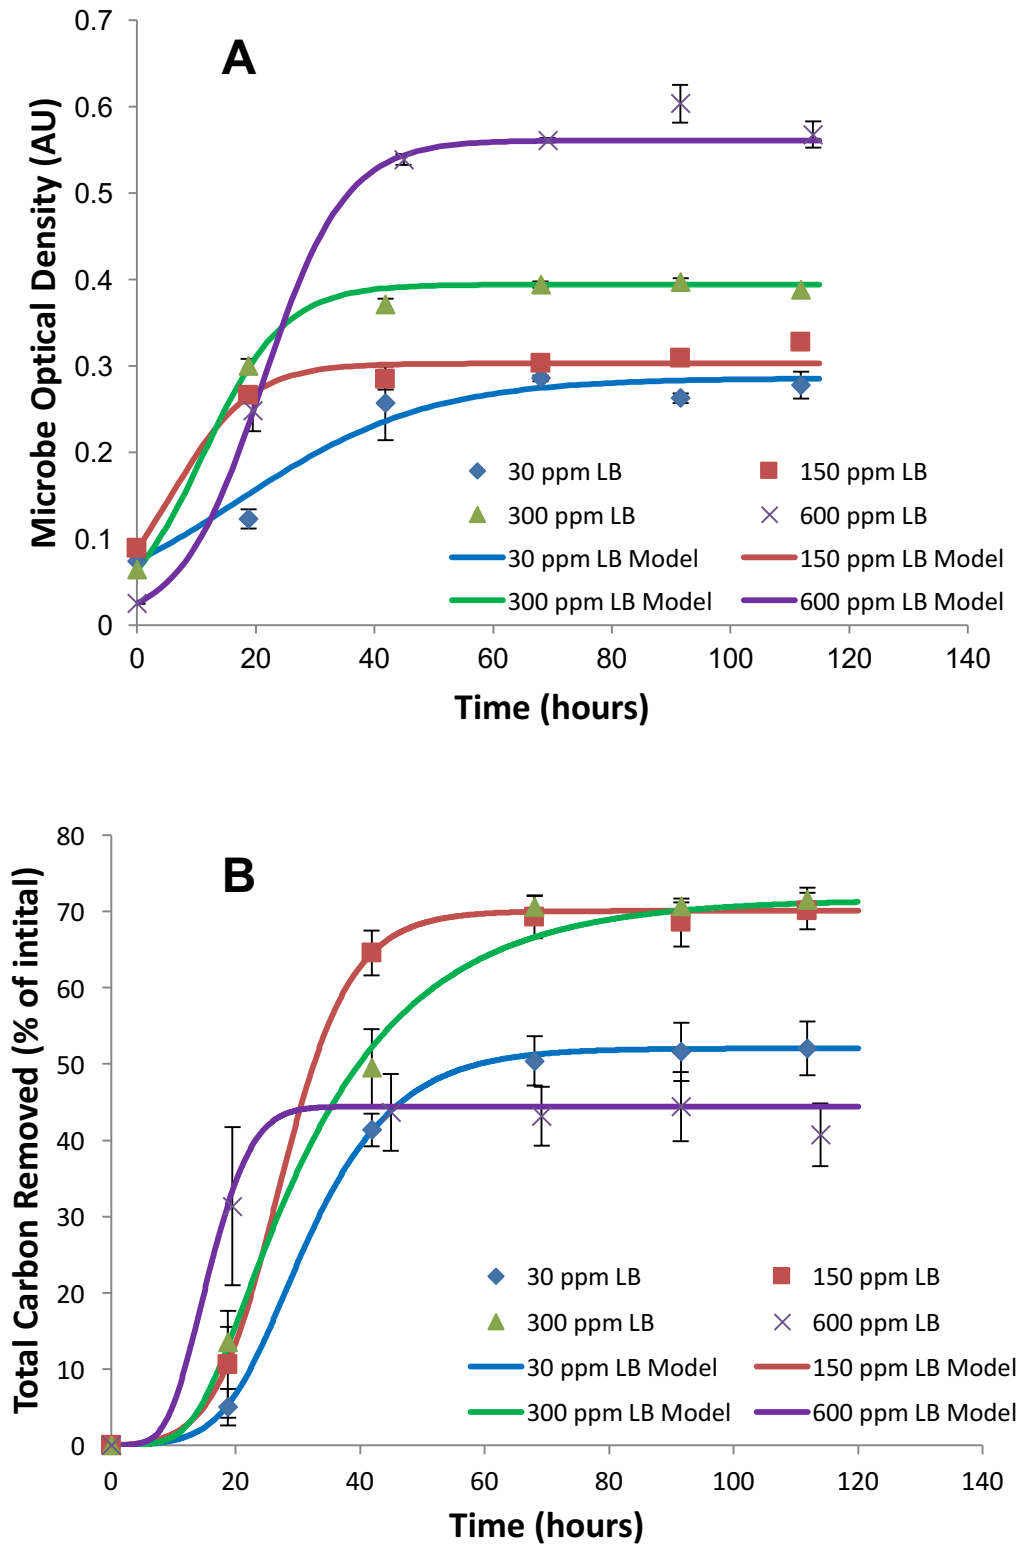 A
Microbe Optical Density (AU)
0.7
0.6
0.5
0.4
0.3
0.2
0.1
0
30 ppm LB
150 ppm LB
300 ppm LB
600 ppm LB
30 ppm LB Model
150 ppm LB Model
300 ppm LB Model
600 ppm LB Model
0 20 40 60 80 100 120 140
Time (hours)
B
Total Carbon Removed (% of intital)
80
70
60
50
40
30
20
10
0
30 ppm LB
150 ppm LB
300 ppm LB
600 ppm LB
30 ppm LB Model
150 ppm LB Model
300 ppm LB Model
600 ppm LB Model
0 20 40 60 80 100 120 140
Time (hours)